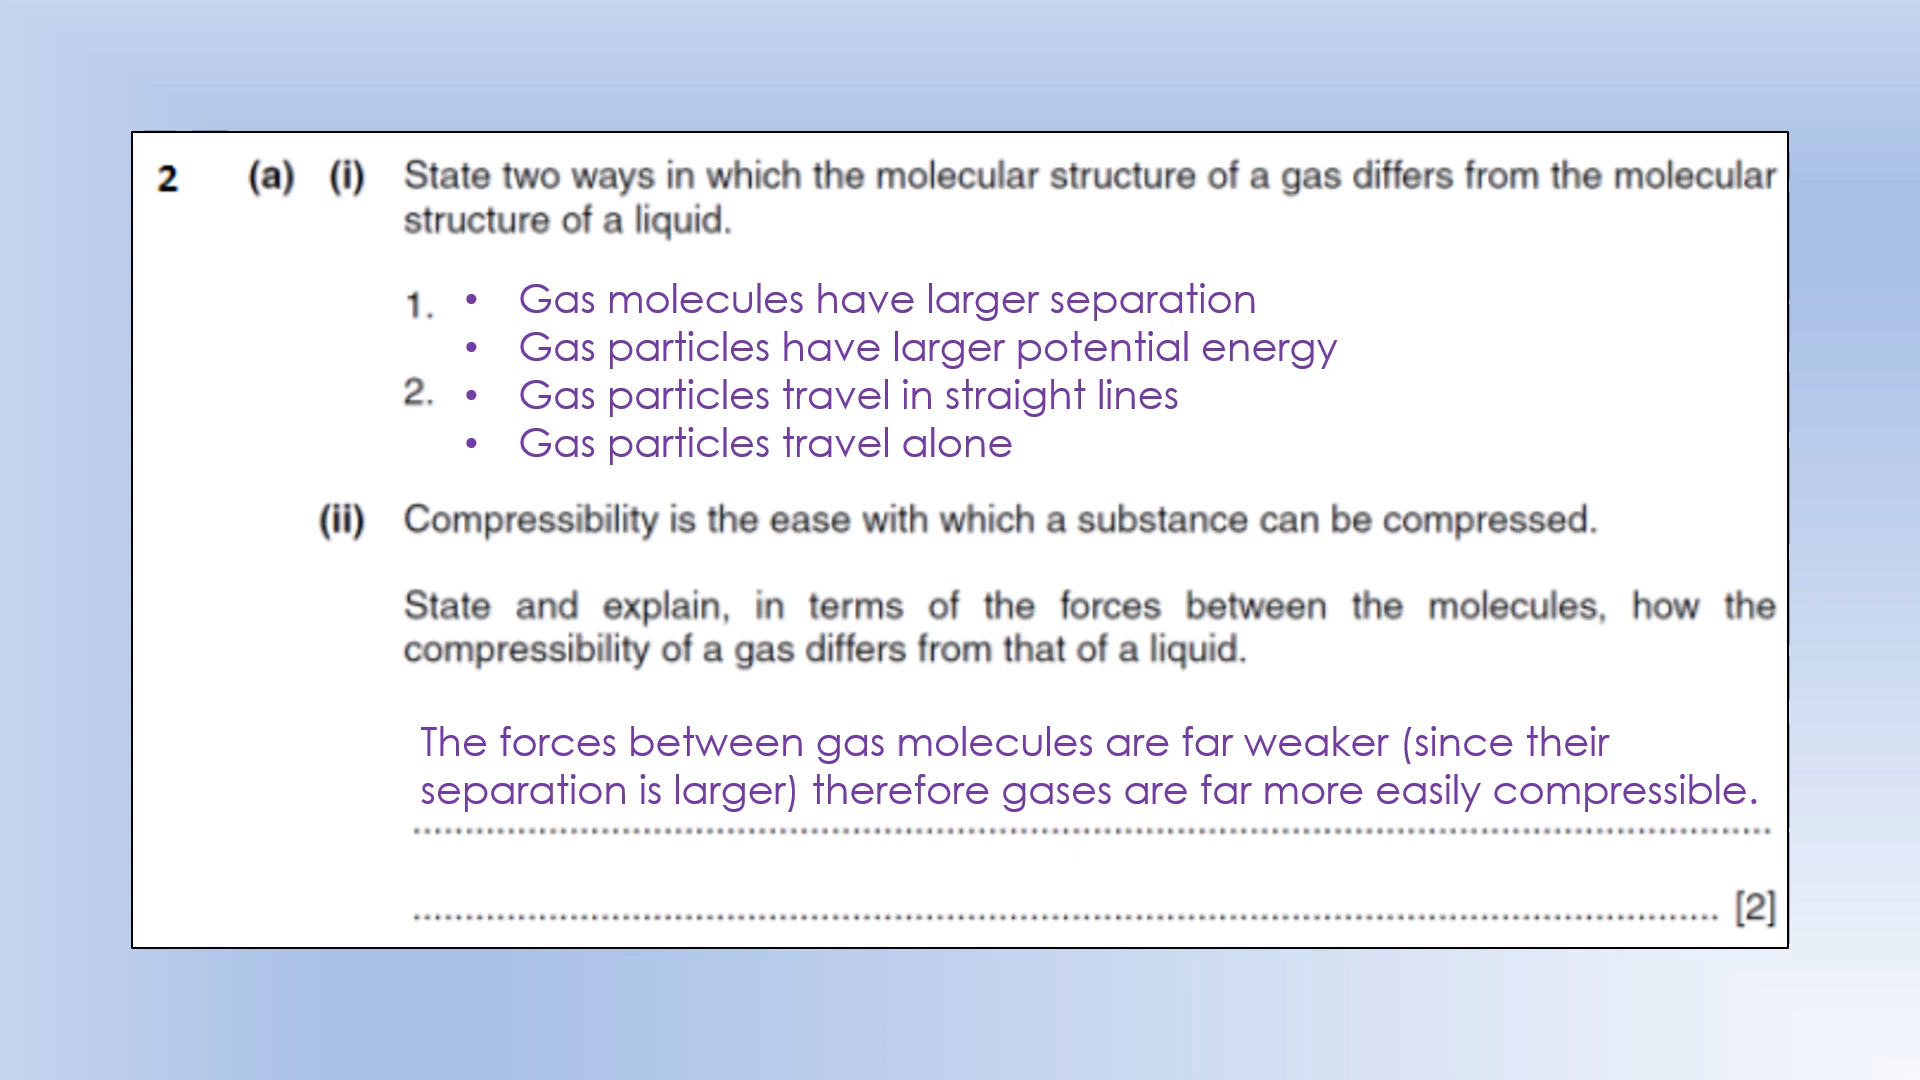 2 (a) (i) State two ways in which the molecular structure of a gas differs from the molecular
structure of a liquid.
1. • Gas molecules have larger separation
• Gas particles have larger potential energy
2. • Gas particles travel in straight lines
• Gas particles travel alone
(ii) Compressibility is the ease with which a substance can be compressed.
State and explain, in terms of the forces between the molecules, how the
compressibility of a gas differs from that of a liquid.
The forces between gas molecules are far weaker (since their
separation is larger) therefore gases are far more easily compressible.
[2]